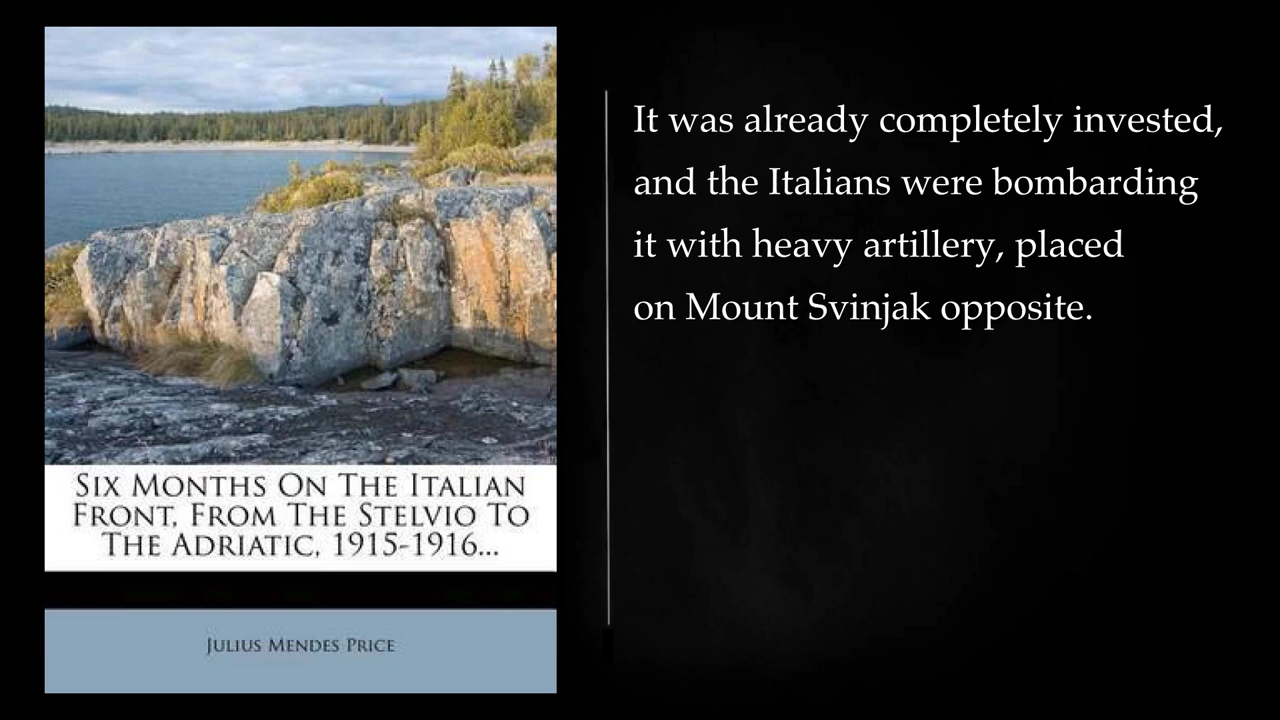 It was already completely invested,
and the Italians were bombarding
it with heavy artillery, placed
on Mount Svinjak opposite.
Six Months On The Italian
Front, From The Stelvio To
The Adriatic, 1915-1916...
Julius Mendes Price